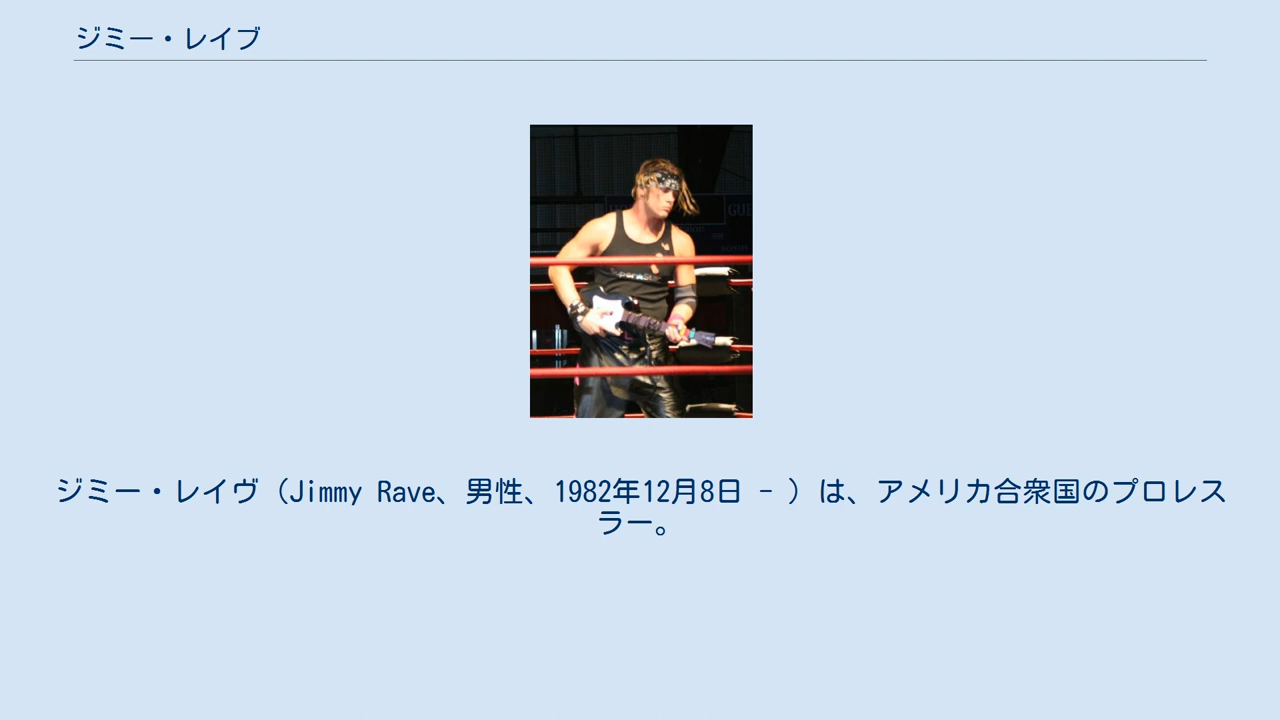 ジミー・レイブ
GUE
ジミー・レイヴ（Jimmy Rave、男性、1982年12月8日 - ）は、アメリカ合衆国のプロレス
ラー。